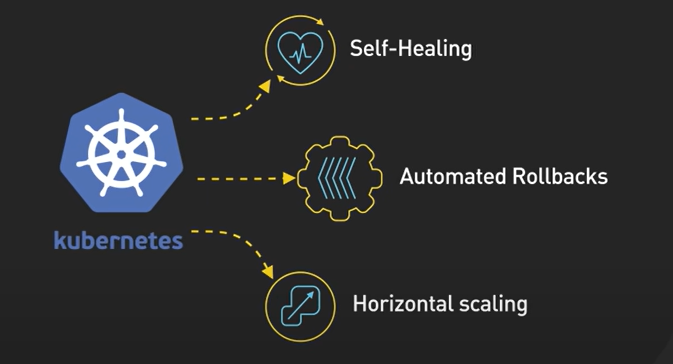 Self-Healing
Automated Rollbacks
kubernetes
Horizontal scaling